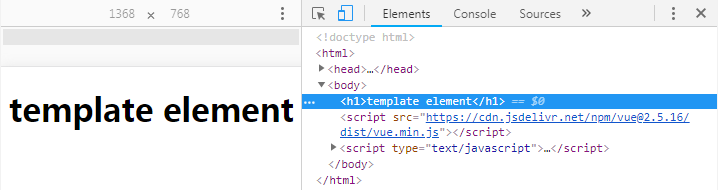 1368 × 768
Elements Console Sources »
<!doctype html>
<html>
<head>…</head>
<body>
template element
… <h1>template element</h1> == $0
<script src="https://cdn.jsdelivr.net/npm/vue@2.5.16/
dist/vue.min.js"></script>
<script type="text/javascript">…</script>
</body>
</html>